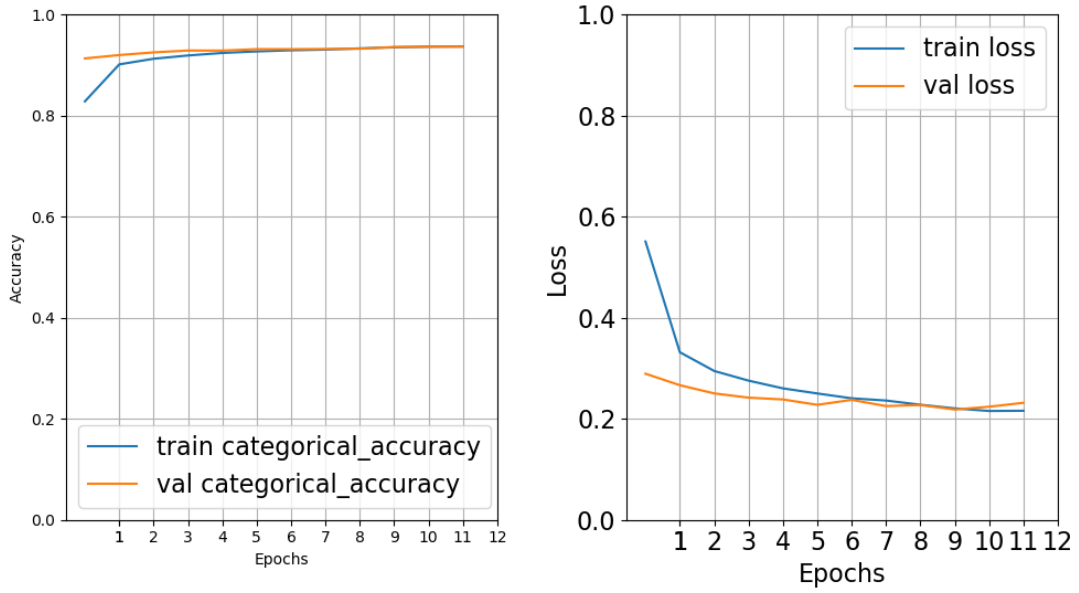 1.0
0.8
0.6
0.4
0.2
0.0
Accuracy
train categorical_accuracy
val categorical_accuracy
1 2 3 4 5 6 7 8 9 10 11 12
Epochs
1.0
0.8
0.6
0.4
0.2
0.0
Loss
train loss
val loss
1 2 3 4 5 6 7 8 9 10 11 12
Epochs